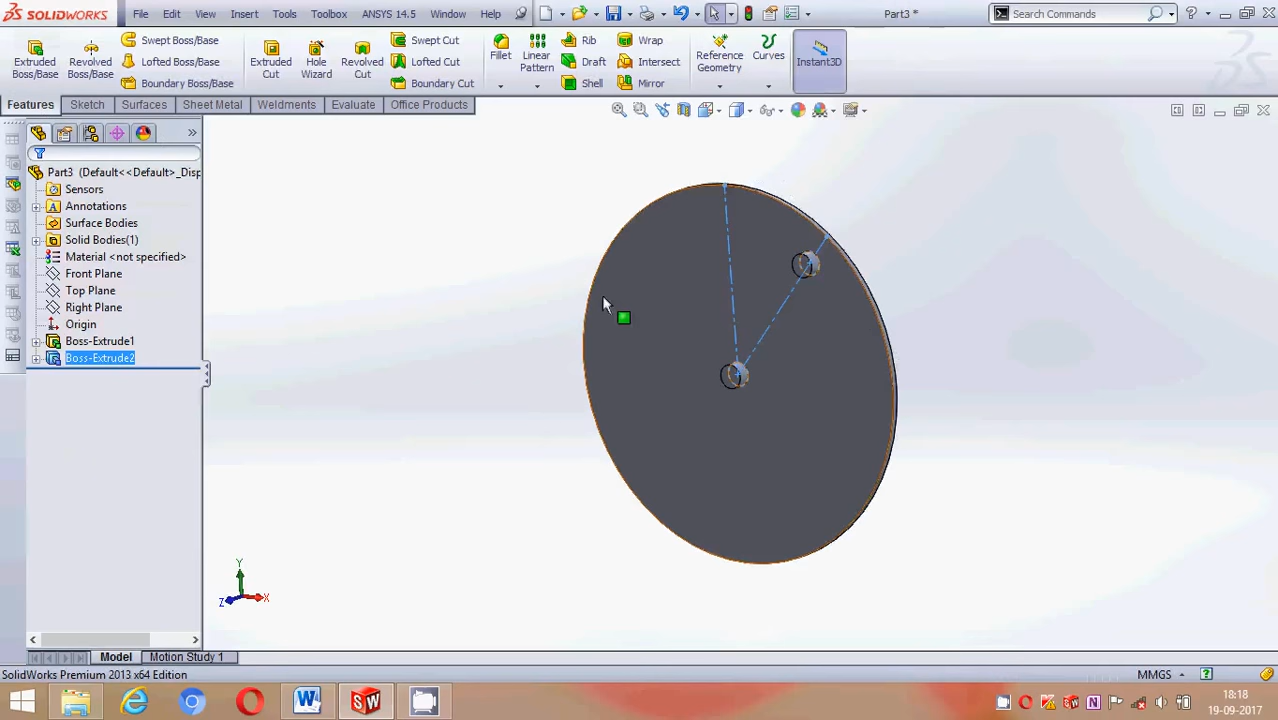 SOLIDWORKS File Edit View Insert Tools Toolbox ANSYS 14.5 Window Help Part3 * Search Commands
Extruded Boss/Base Revolved Boss/Base Swept Boss/Base Lofted Boss/Base Boundary Boss/Base Extruded Cut Hole Wizard Revolved Cut Swept Cut Lofted Cut Boundary Cut Fillet Linear Pattern Rib Draft Shell Wrap Intersect Mirror Reference Geometry Curves Instant3D
Features Sketch Surfaces Sheet Metal Weldments Evaluate Office Products
Part3 (Default<<Default>_Disp
Sensors
Annotations
Surface Bodies
Solid Bodies(1)
Material <not specified>
Front Plane
Top Plane
Right Plane
Origin
Boss-Extrude1
Boss-Extrude2
Y
Z X
Model Motion Study 1
SolidWorks Premium 2013 x64 Edition MMGS
18:18
19-09-2017